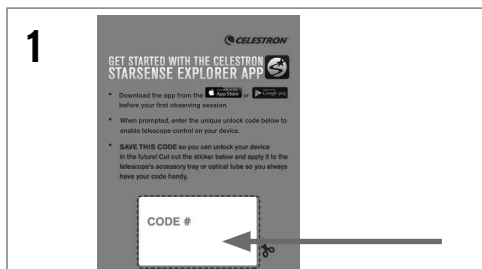 1
CELESTRON
GET STARTED WITH THE CELESTRON
STARSENSE EXPLORER APP
• Download the app from the App Store or Google play
before your first observing session.
• When prompted, enter the unique unlock code below to
enable telescope control on your device.
• SAVE THIS CODE so you can unlock your device
in the future! Cut out the sticker below and apply it to the
telescope's accessory tray or optical tube so you always
have your code handy.
CODE #